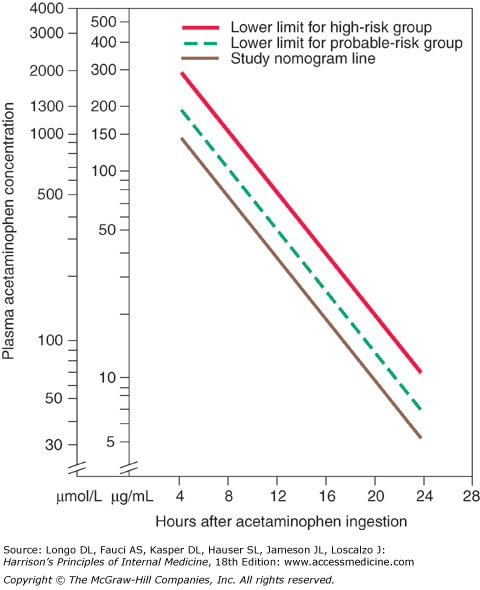 4000
2000
1300
1000
500
100
50
30
μmol/L
500
400
300
200
150
100
50
10
5
μg/mL
Plasma acetaminophen concentration
Lower limit for high-risk group
Lower limit for probable-risk group
Study nomogram line
4 8 12 16 20 24 28
Hours after acetaminophen ingestion
Source: Longo DL, Fauci AS, Kasper DL, Hauser SL, Jameson JL, Loscalzo J:
Harrison's Principles of Internal Medicine, 18th Edition: www.accessmedicine.com
Copyright © The McGraw-Hill Companies, Inc. All rights reserved.